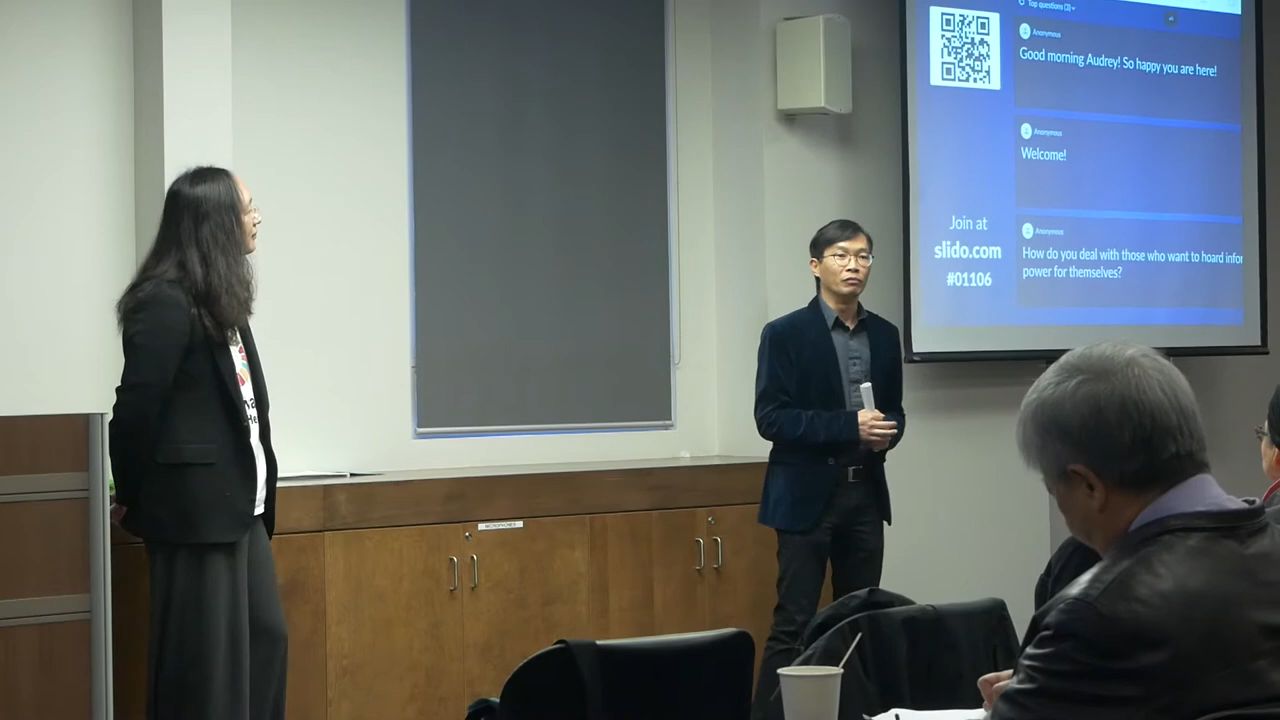 Top questions (3)
Anonymous
Good morning Audrey! So happy you are here!
Anonymous
Welcome!
Anonymous
How do you deal with those who want to hoard infor
power for themselves?
Join at
slido.com
#01106
MICROPHONES